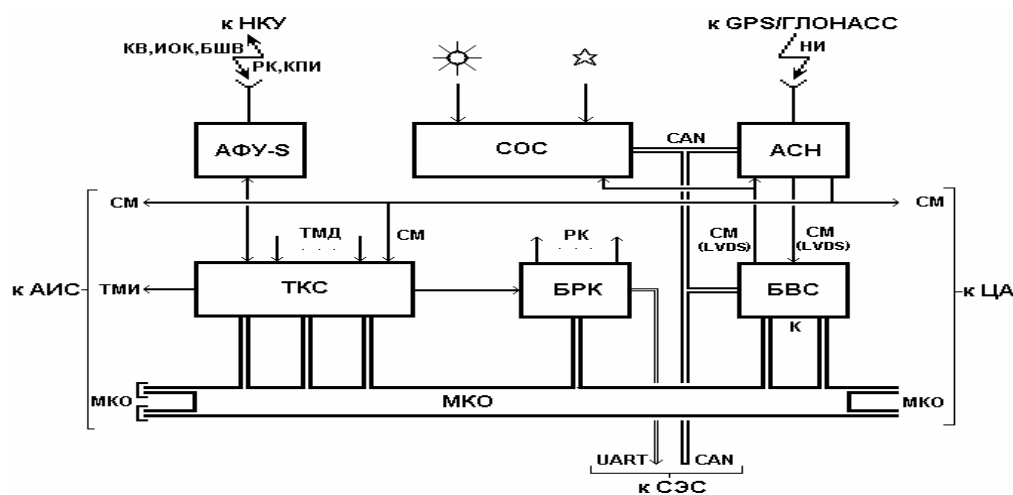 к НКУ
к GPS/ГЛОНАСС
КВ,ИОК,БШВ
НИ
РК,КПИ
CAN
АФУ-S
СОС
АСН
СМ
СМ
ТМД
. . .
СМ
РК
. . .
СМ
(LVDS)
СМ
(LVDS)
к АИС
ТМИ
ТКС
БРК
БВС
к ЦА
К
МКО
МКО
МКО
UART
CAN
к СЭС